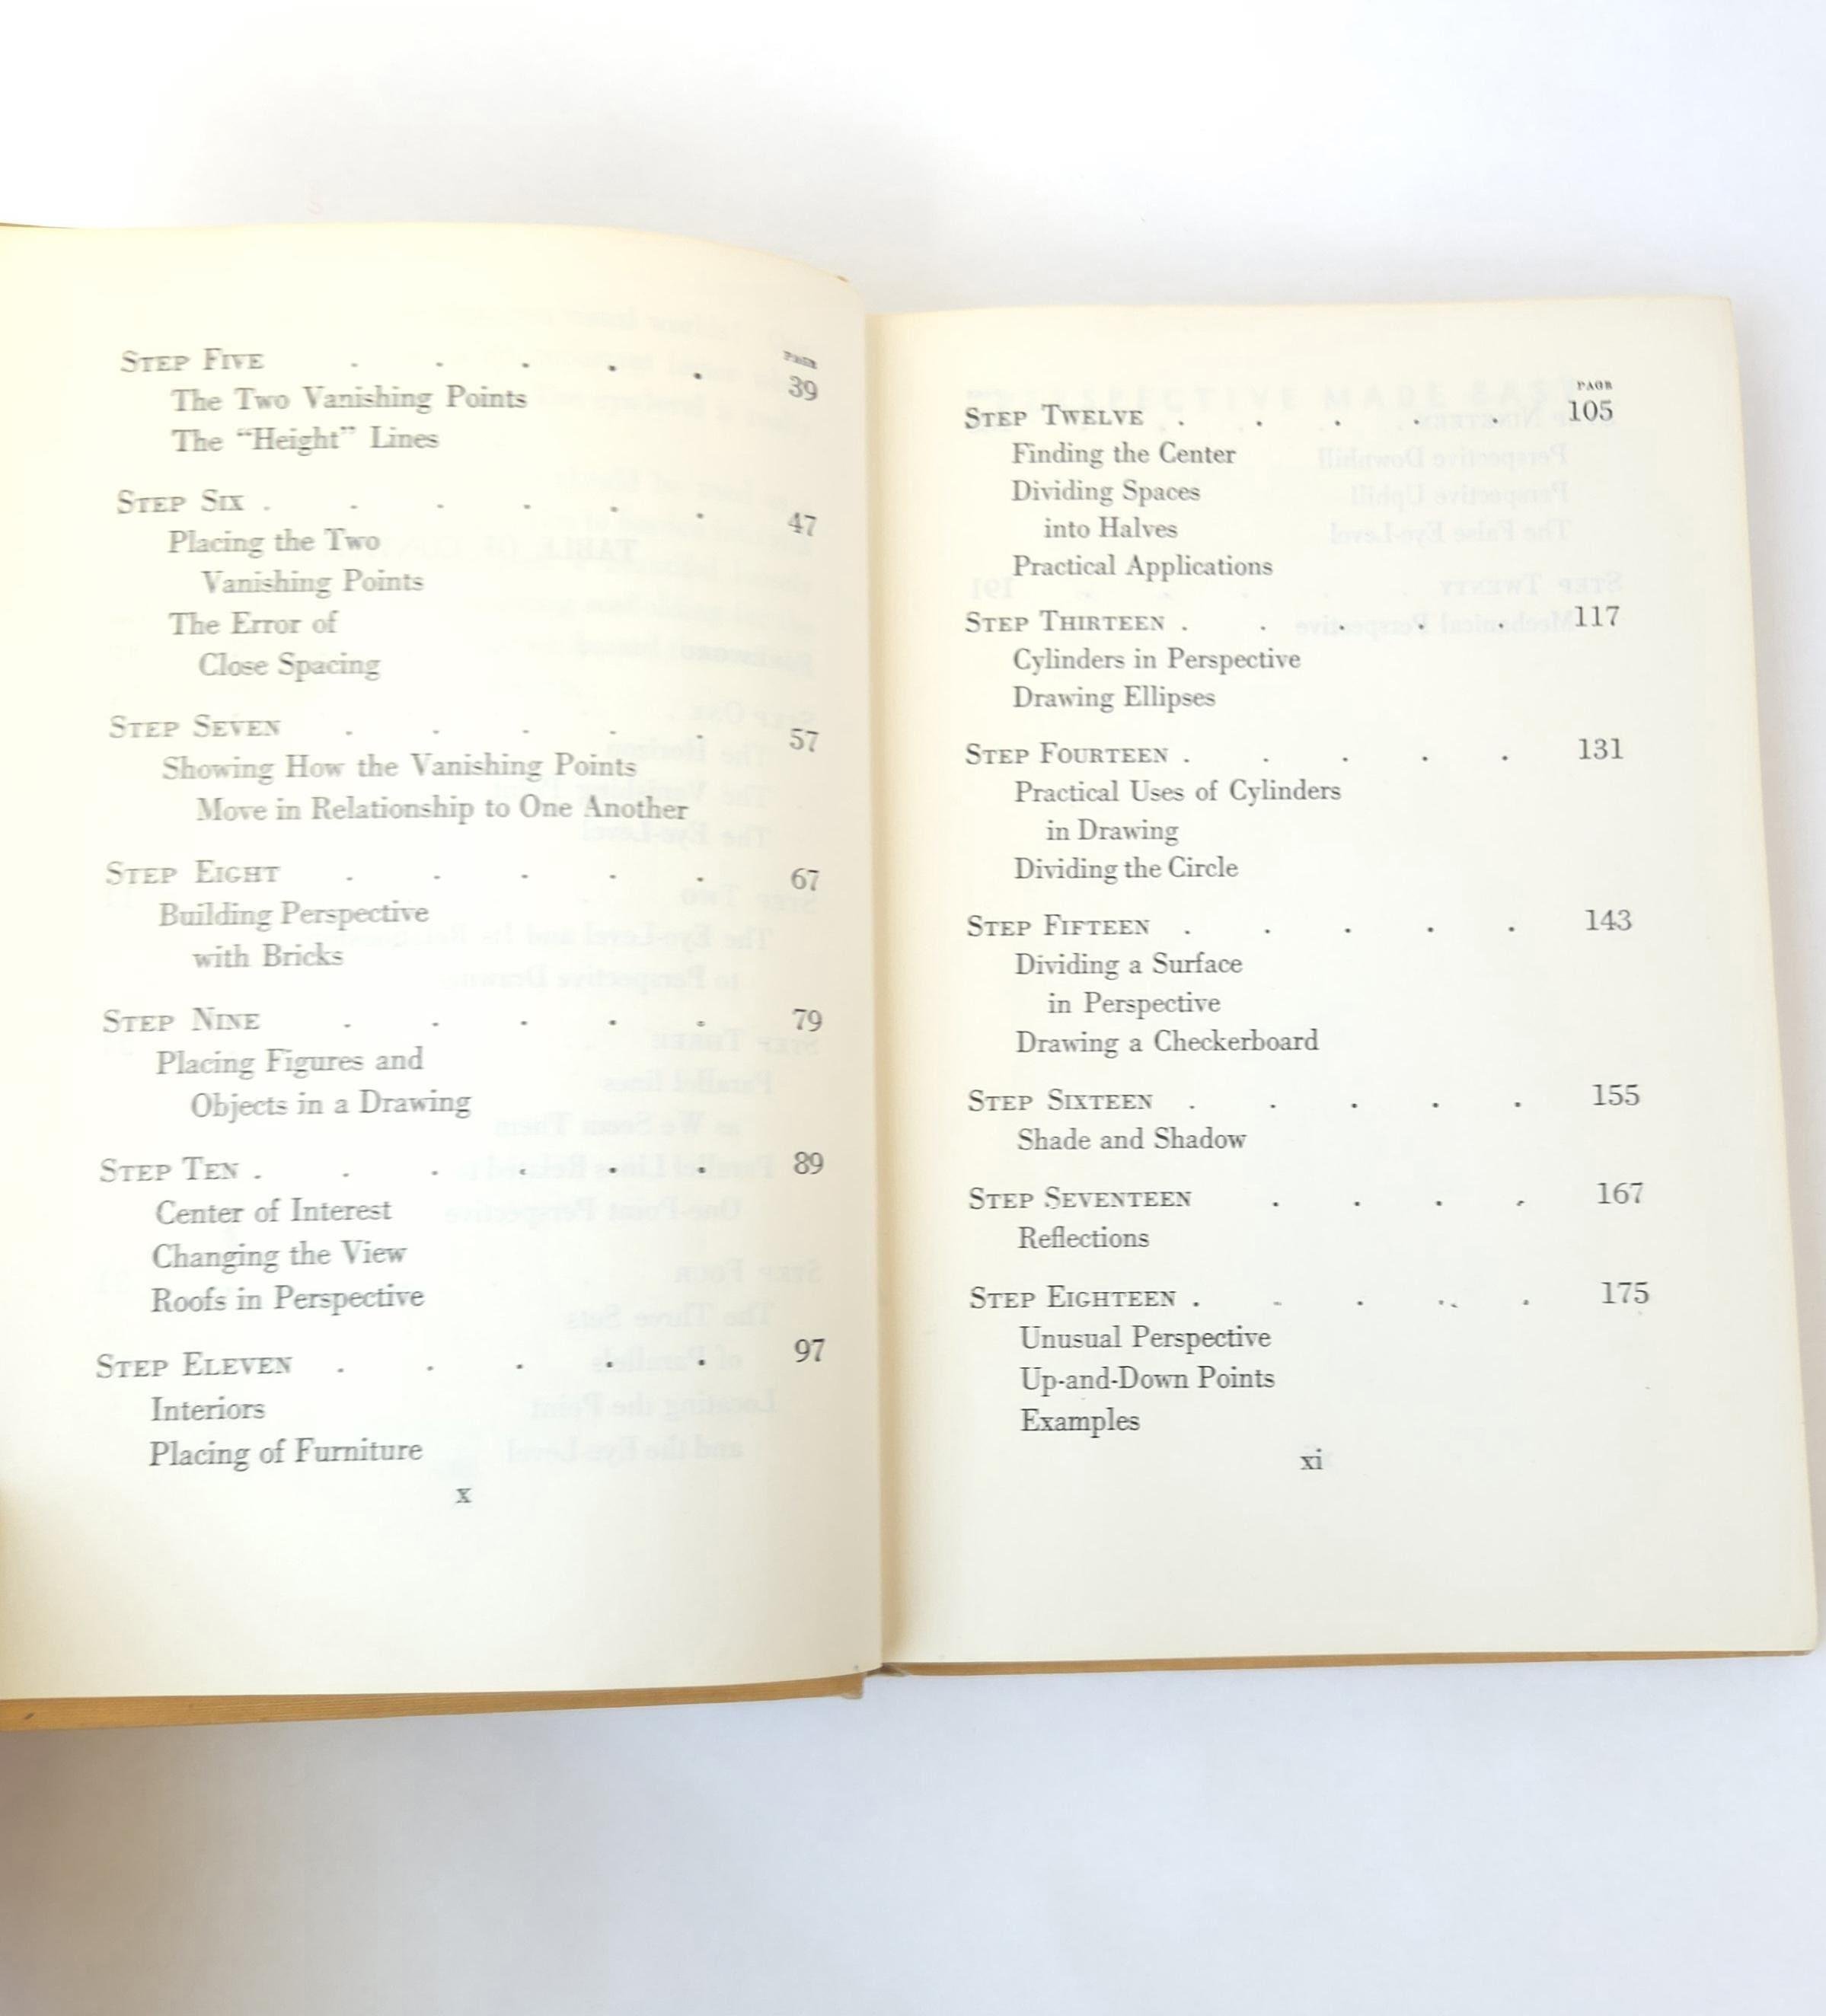 PAGE
STEP FIVE . . . . . 39
The Two Vanishing Points
The “Height” Lines
STEP SIX . . . . . . 47
Placing the Two
Vanishing Points
The Error of
Close Spacing
STEP SEVEN . . . . . 57
Showing How the Vanishing Points
Move in Relationship to One Another
STEP EIGHT . . . . . 67
Building Perspective
with Bricks
STEP NINE . . . . . 79
Placing Figures and
Objects in a Drawing
STEP TEN . . . . . . 89
Center of Interest
Changing the View
Roofs in Perspective
STEP ELEVEN . . . . . 97
Interiors
Placing of Furniture
x
PAGE
STEP TWELVE . . . . . 105
Finding the Center
Dividing Spaces
into Halves
Practical Applications
STEP THIRTEEN . . . . . 117
Cylinders in Perspective
Drawing Ellipses
STEP FOURTEEN . . . . . 131
Practical Uses of Cylinders
in Drawing
Dividing the Circle
STEP FIFTEEN . . . . . 143
Dividing a Surface
in Perspective
Drawing a Checkerboard
STEP SIXTEEN . . . . . 155
Shade and Shadow
STEP SEVENTEEN . . . . 167
Reflections
STEP EIGHTEEN . . . . . 175
Unusual Perspective
Up-and-Down Points
Examples
xi